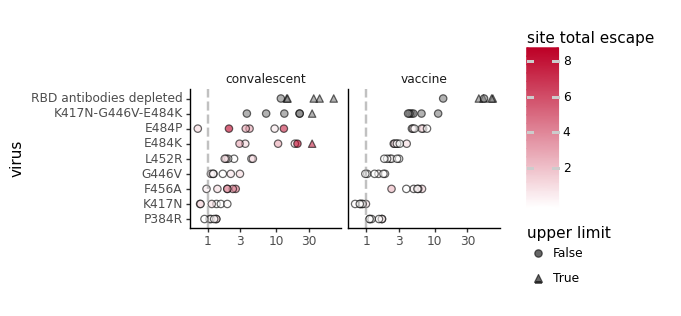 site total escape
convalescent
vaccine
8
6
4
2
virus
RBD antibodies depleted
K417N-G446V-E484K
E484P
E484K
L452R
G446V
F456A
K417N
P384R
1
3
10
30
1
3
10
30
upper limit
False
True